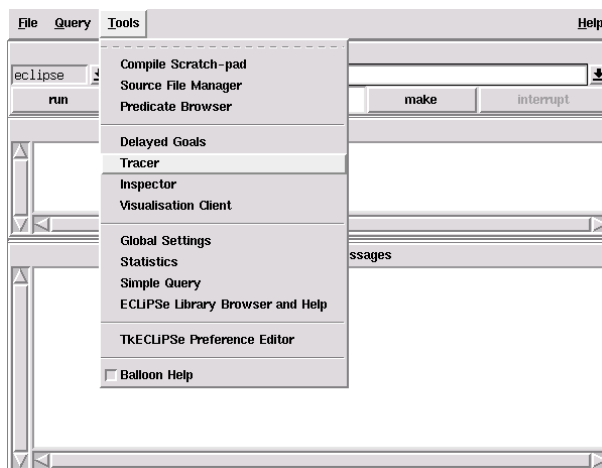 File Query Tools Help
Compile Scratch-pad
eclipse
Source File Manager
run
Predicate Browser
make interrupt
Delayed Goals
Tracer
Inspector
Visualisation Client
Global Settings
ssages
Statistics
Simple Query
ECLiPSe Library Browser and Help
TkECLiPSe Preference Editor
Balloon Help